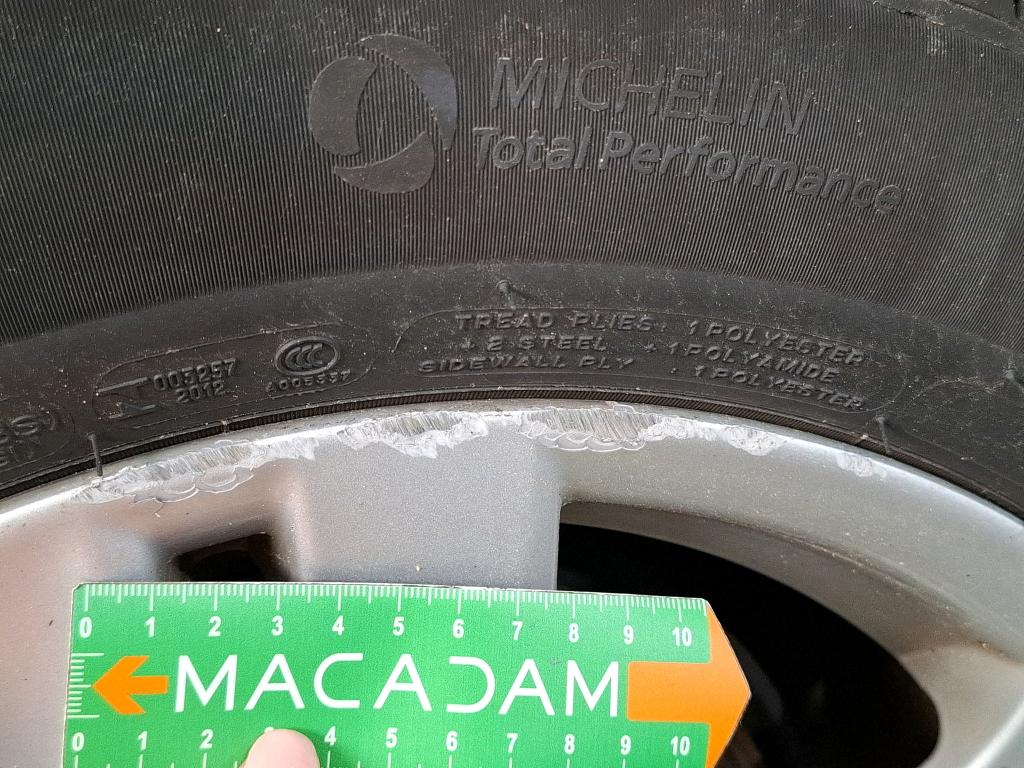 MICHELIN
Total Performance
TREAD PLIES: 1 POLYESTER
+ 2 STEEL + 1 POLYAMIDE
SIDEWALL PLY : 1 POLYESTER
003257
2012
CCC
0 1 2 3 4 5 6 7 8 9 10
MACADAM
0 1 2 3 4 5 6 7 8 9 10